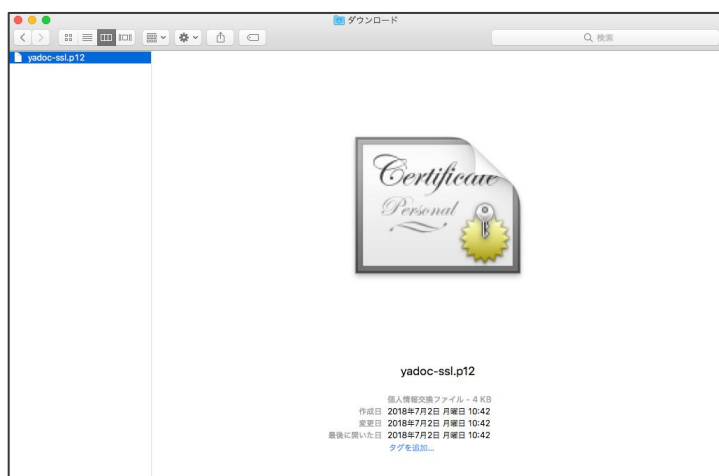 ダウンロード
検索
yadoc-ssl.p12
Certificate
Personal
yadoc-ssl.p12
個人情報交換ファイル - 4 KB
作成日 2018年7月2日 月曜日 10:42
変更日 2018年7月2日 月曜日 10:42
最後に開いた日 2018年7月2日 月曜日 10:42
タグを追加...